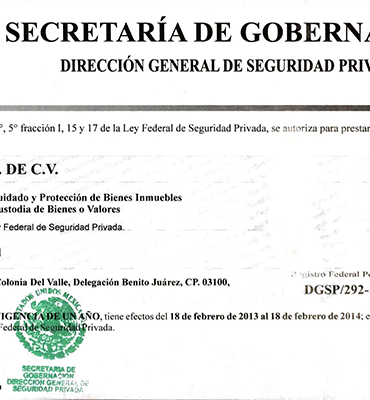 SECRETARÍA DE GOBERNA
DIRECCIÓN GENERAL DE SEGURIDAD PRIV
°, 5° fracción I, 15 y 17 de la Ley Federal de Seguridad Privada, se autoriza para prestar
. DE C.V.
uidado y Protección de Bienes Inmuebles
ustodia de Bienes o Valores
y Federal de Seguridad Privada.
Registro Federal Pe
Colonia Del Valle, Delegación Benito Juárez, CP. 03100,
DGSP/292-
VIGENCIA DE UN AÑO, tiene efectos del 18 de febrero de 2013 al 18 de febrero de 2014; e
Federal de Seguridad Privada.
ESTADOS UNIDOS MEXICANOS
SECRETARIA DE
GOBERNACIÓN
DIRECCIÓN GENERAL DE
SEGURIDAD PRIVADA